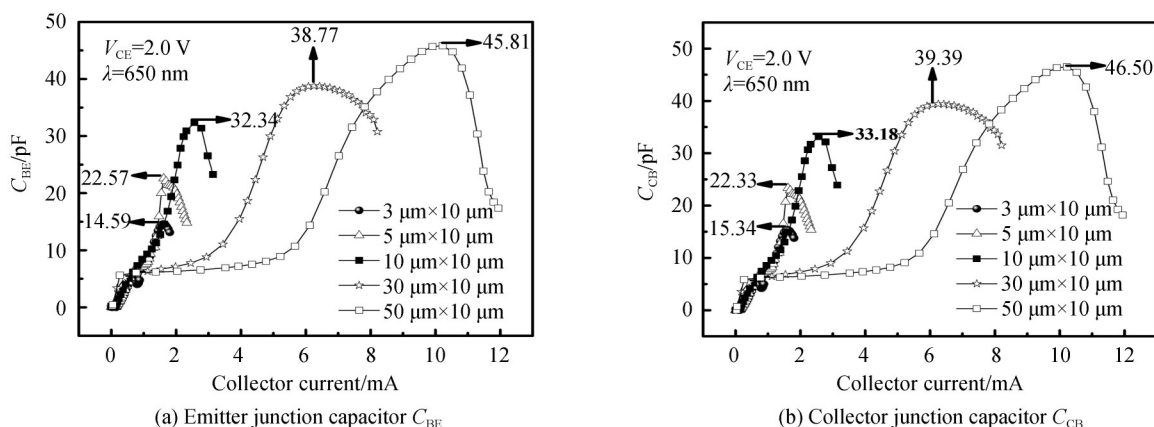 50
40
30
20
10
0
C_BE/pF
V_CE=2.0 V
λ=650 nm
38.77
45.81
32.34
22.57
14.59
3 μm×10 μm
5 μm×10 μm
10 μm×10 μm
30 μm×10 μm
50 μm×10 μm
0 2 4 6 8 10 12
Collector current/mA
(a) Emitter junction capacitor C_BE
50
40
30
20
10
0
C_CB/pF
V_CE=2.0 V
λ=650 nm
39.39
46.50
33.18
22.33
15.34
3 μm×10 μm
5 μm×10 μm
10 μm×10 μm
30 μm×10 μm
50 μm×10 μm
0 2 4 6 8 10 12
Collector current/mA
(b) Collector junction capacitor C_CB